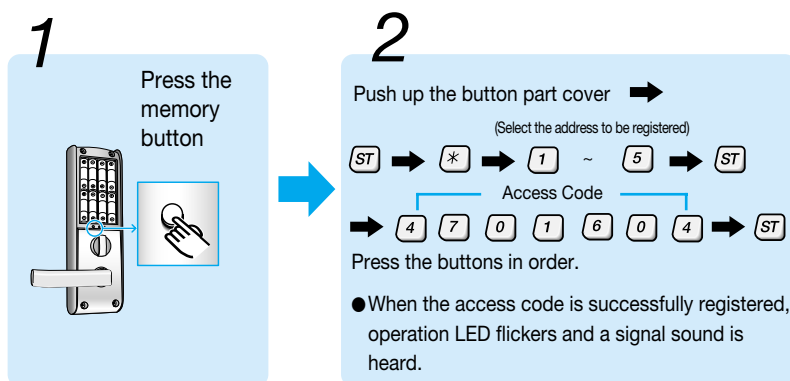 1
Press the
memory
button
2
Push up the button part cover
(Select the address to be registered)
ST * 1 ~ 5 ST
Access Code
4 7 0 1 6 0 4 ST
Press the buttons in order.
●When the access code is successfully registered,
operation LED flickers and a signal sound is
heard.